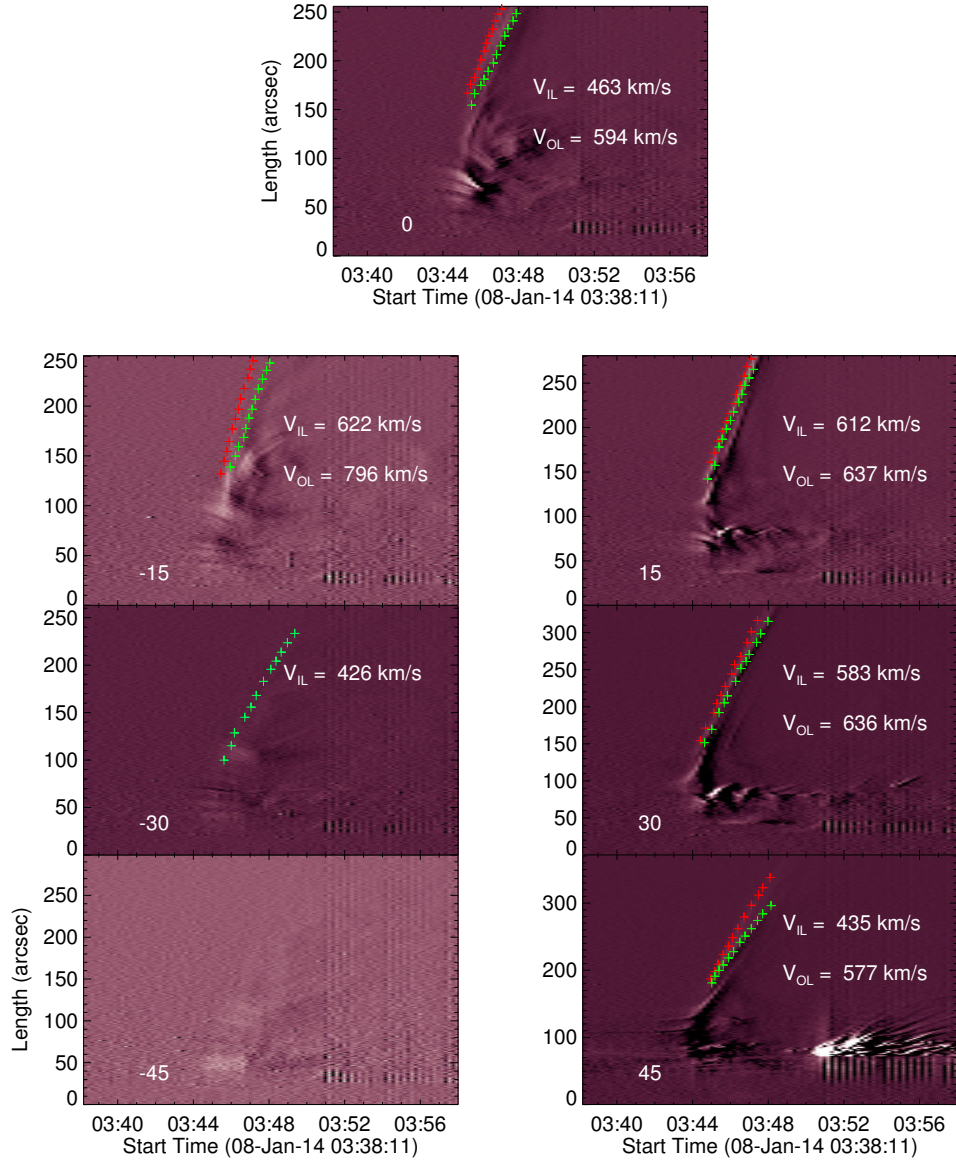 250
200
150
100
50
0
Length (arcsec)
V_IL = 463 km/s
V_OL = 594 km/s
0
03:40 03:44 03:48 03:52 03:56
Start Time (08-Jan-14 03:38:11)
250
200
150
100
50
0
V_IL = 622 km/s
V_OL = 796 km/s
-15
250
200
150
100
50
0
V_IL = 612 km/s
V_OL = 637 km/s
15
250
200
150
100
50
0
V_IL = 426 km/s
-30
300
250
200
150
100
50
0
V_IL = 583 km/s
V_OL = 636 km/s
30
250
200
150
100
50
0
Length (arcsec)
-45
03:40 03:44 03:48 03:52 03:56
Start Time (08-Jan-14 03:38:11)
300
200
100
0
V_IL = 435 km/s
V_OL = 577 km/s
45
03:40 03:44 03:48 03:52 03:56
Start Time (08-Jan-14 03:38:11)